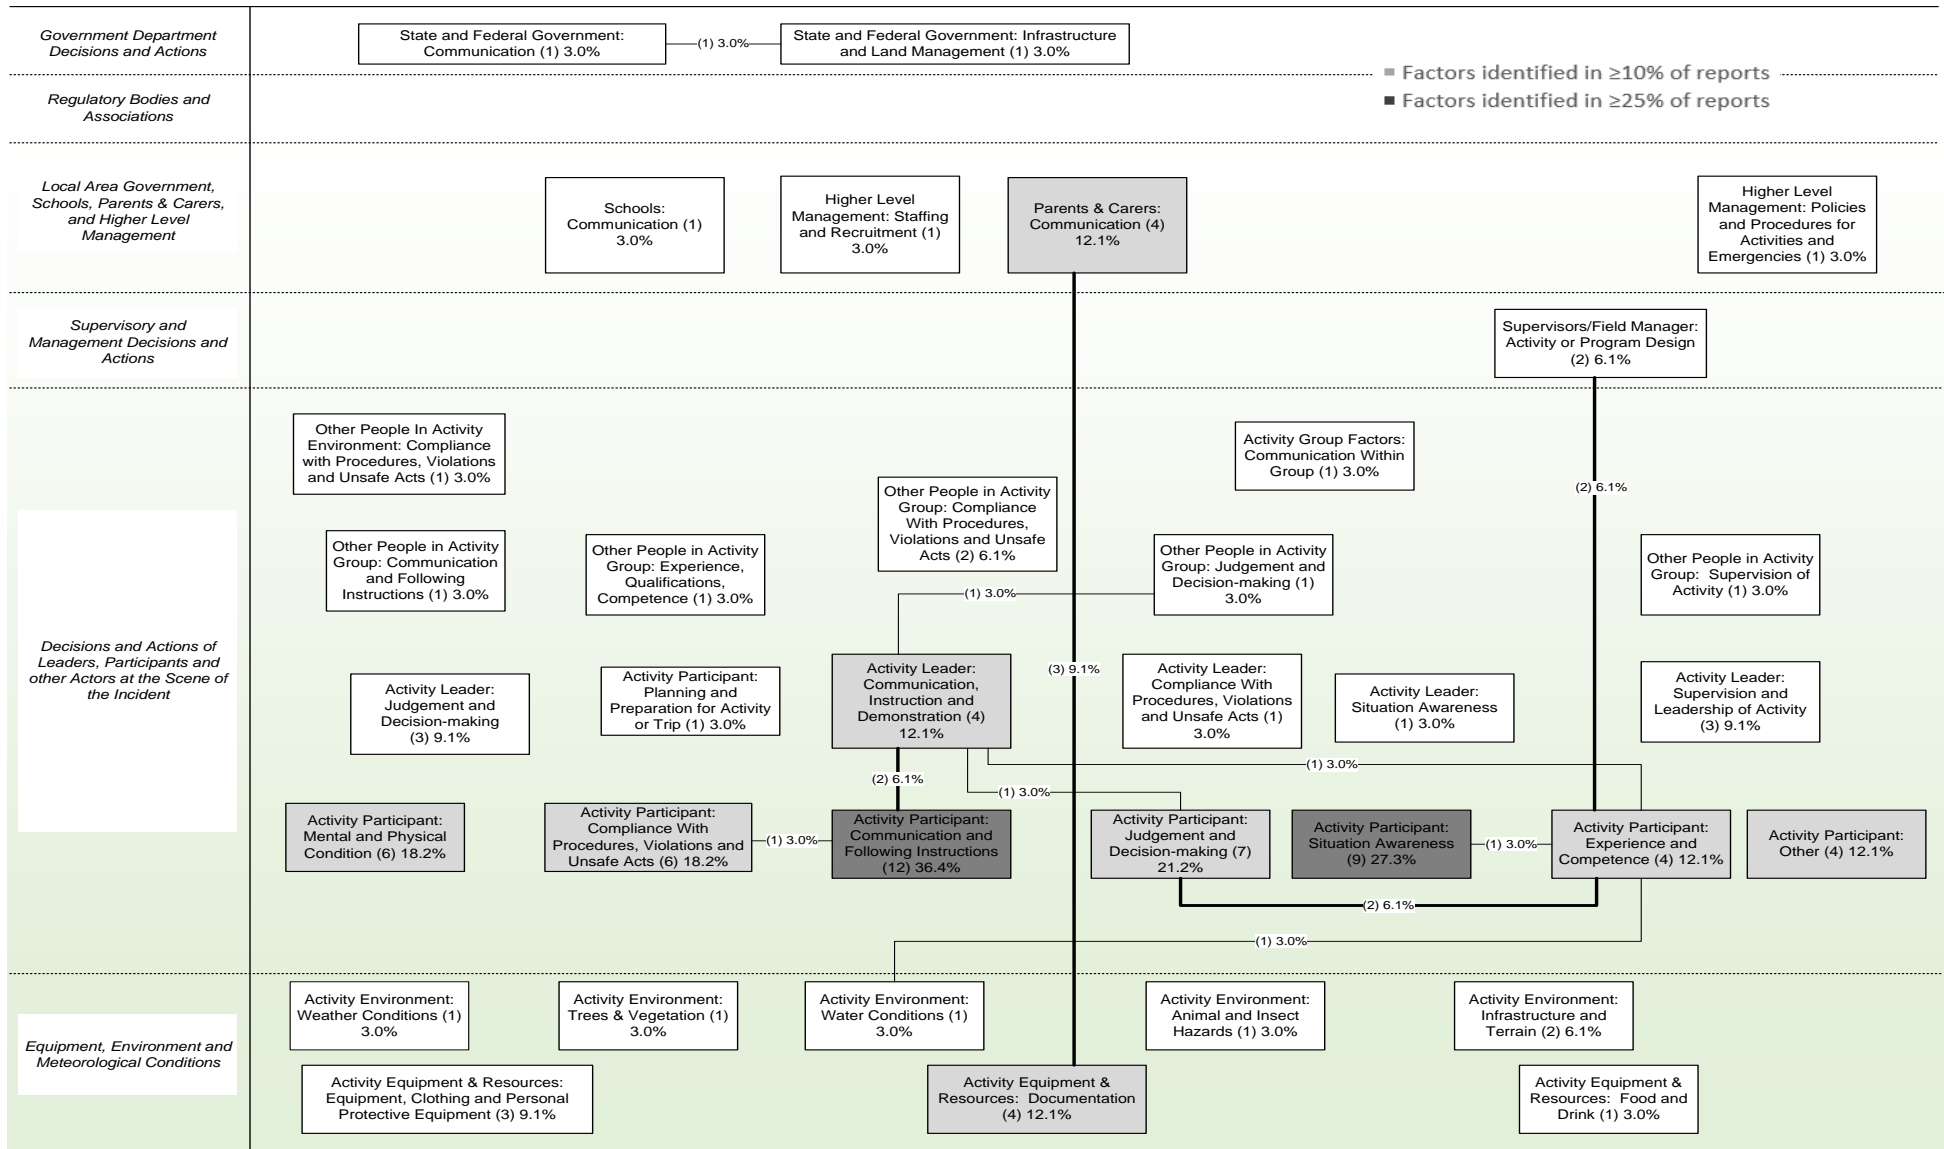 Government Department
Decisions and Actions
State and Federal Government:
Communication (1) 3.0%
(1) 3.0%
State and Federal Government: Infrastructure
and Land Management (1) 3.0%
Factors identified in ≥10% of reports
Factors identified in ≥25% of reports
Regulatory Bodies and
Associations
Local Area Government,
Schools, Parents & Carers,
and Higher Level
Management
Schools:
Communication (1)
3.0%
Higher Level
Management: Staffing
and Recruitment (1)
3.0%
Parents & Carers:
Communication (4)
12.1%
Higher Level
Management: Policies
and Procedures for
Activities and
Emergencies (1) 3.0%
Supervisory and
Management Decisions and
Actions
Supervisors/Field Manager:
Activity or Program Design
(2) 6.1%
Decisions and Actions of
Leaders, Participants and
other Actors at the Scene of
the Incident
Other People In Activity
Environment: Compliance
with Procedures, Violations
and Unsafe Acts (1) 3.0%
Activity Group Factors:
Communication Within
Group (1) 3.0%
Other People in Activity
Group: Compliance
With Procedures,
Violations and Unsafe
Acts (2) 6.1%
(2) 6.1%
Other People in Activity
Group: Communication
and Following
Instructions (1) 3.0%
Other People in Activity
Group: Experience,
Qualifications,
Competence (1) 3.0%
(1) 3.0%
Other People in Activity
Group: Judgement and
Decision-making (1)
3.0%
Other People in Activity
Group:  Supervision of
Activity (1) 3.0%
Activity Leader:
Judgement and
Decision-making
(3) 9.1%
Activity Participant:
Planning and
Preparation for Activity
or Trip (1) 3.0%
Activity Leader:
Communication,
Instruction and
Demonstration (4)
12.1%
(3) 9.1%
Activity Leader:
Compliance With
Procedures, Violations
and Unsafe Acts (1)
3.0%
Activity Leader:
Situation Awareness
(1) 3.0%
Activity Leader:
Supervision and
Leadership of Activity
(3) 9.1%
(2) 6.1%
(1) 3.0%
(1) 3.0%
Activity Participant:
Mental and Physical
Condition (6) 18.2%
Activity Participant:
Compliance With
Procedures, Violations and
Unsafe Acts (6) 18.2%
(1) 3.0%
Activity Participant:
Communication and
Following Instructions
(12) 36.4%
Activity Participant:
Judgement and
Decision-making (7)
21.2%
Activity Participant:
Situation Awareness
(9) 27.3%
(1) 3.0%
Activity Participant:
Experience and
Competence (4) 12.1%
Activity Participant:
Other (4) 12.1%
(2) 6.1%
(1) 3.0%
Equipment, Environment and
Meteorological Conditions
Activity Environment:
Weather Conditions (1)
3.0%
Activity Environment:
Trees & Vegetation (1)
3.0%
Activity Environment:
Water Conditions (1)
3.0%
Activity Environment:
Animal and Insect
Hazards (1) 3.0%
Activity Environment:
Infrastructure and
Terrain (2) 6.1%
Activity Equipment & Resources:
Equipment, Clothing and Personal
Protective Equipment (3) 9.1%
Activity Equipment &
Resources:  Documentation
(4) 12.1%
Activity Equipment &
Resources:  Food and
Drink (1) 3.0%